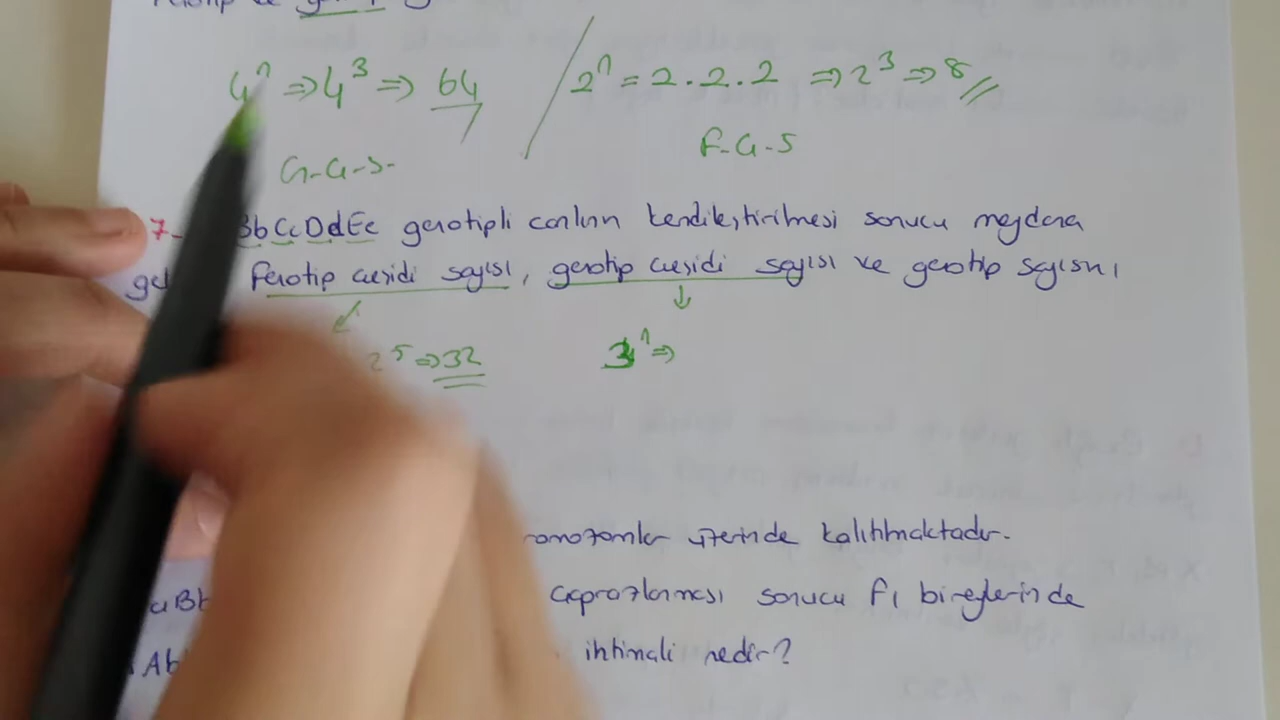 4ⁿ ⇒ 4³ ⇒ 64 / 2ⁿ = 2.2.2 ⇒ 2³ ⇒ 8
G-G-S- F-G-S
7- BbCcDdEe genotipli canlının kendileştirilmesi sonucu meydana
fenotip çeşidi sayısı, genotip çeşidi sayısı ve genotip sayısını
2⁵ ⇒ 32 3ⁿ ⇒
üzerinde kalıtılmaktadır.
çaprazlanması sonucu F1 bireylerinde
ihtimali nedir?